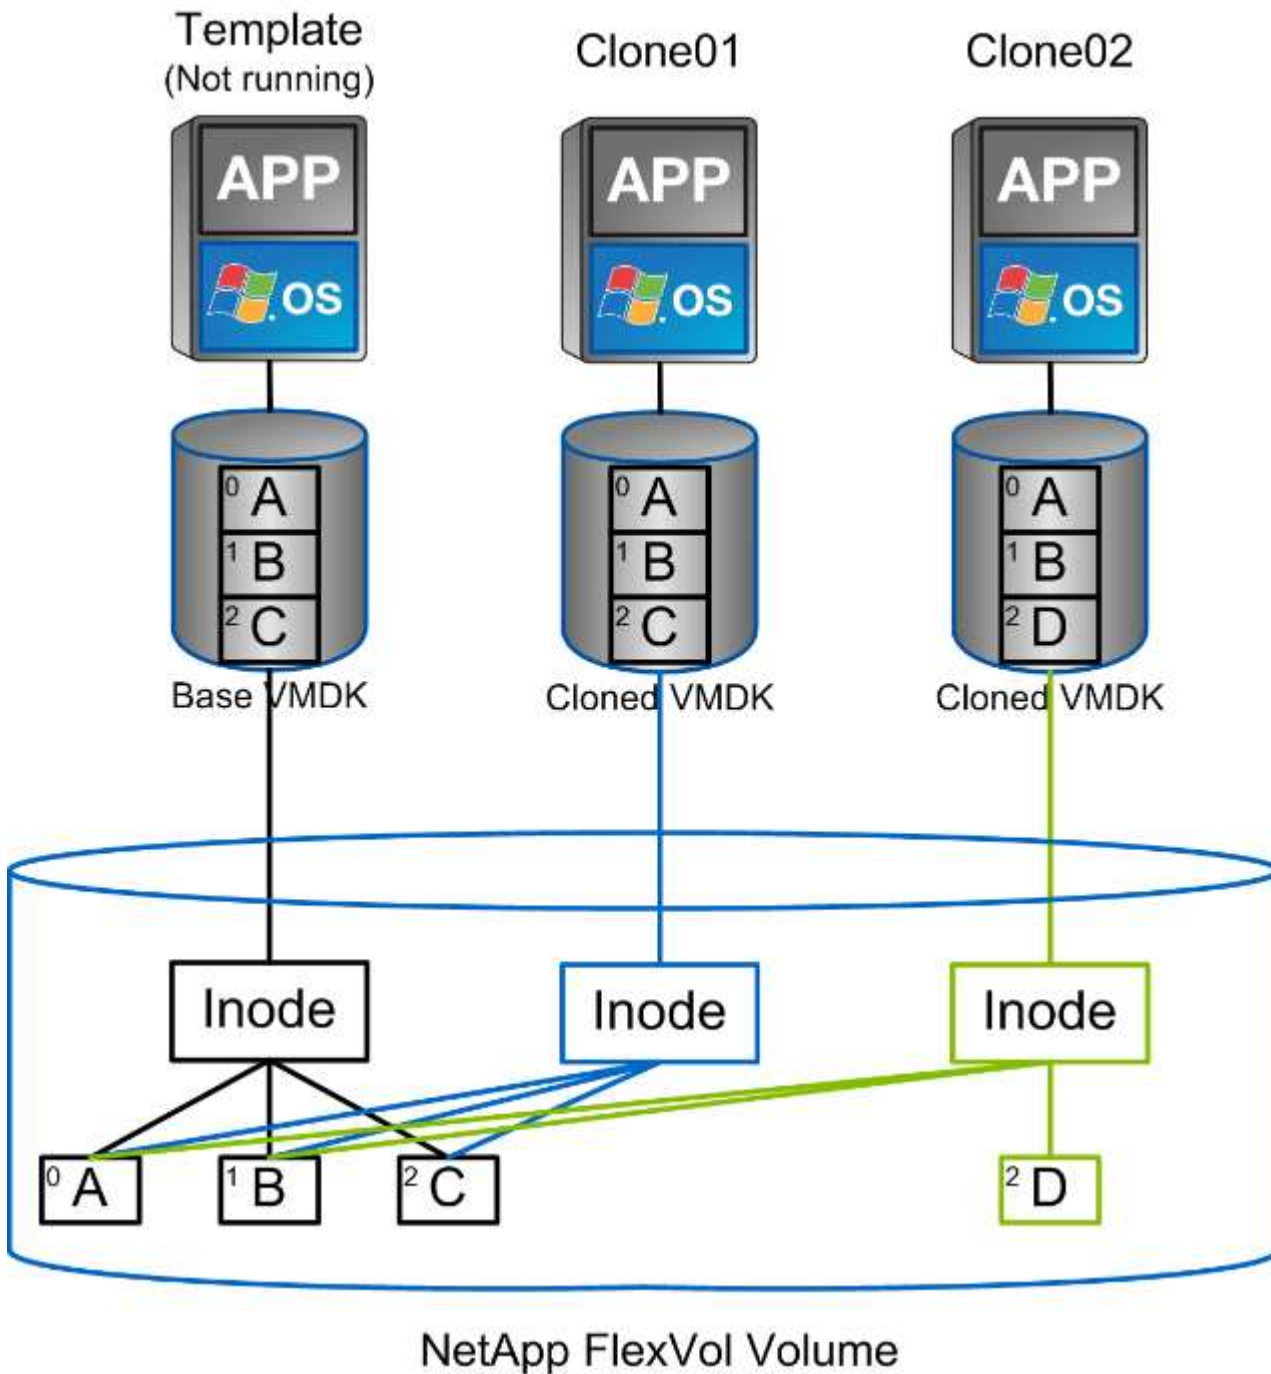 Template
(Not running)
Clone01
Clone02
APP
APP
APP
OS
OS
OS
0 A
0 A
0 A
1 B
1 B
1 B
2 C
2 C
2 D
Base VMDK
Cloned VMDK
Cloned VMDK
Inode
Inode
Inode
0 A
1 B
2 C
2 D
NetApp FlexVol Volume